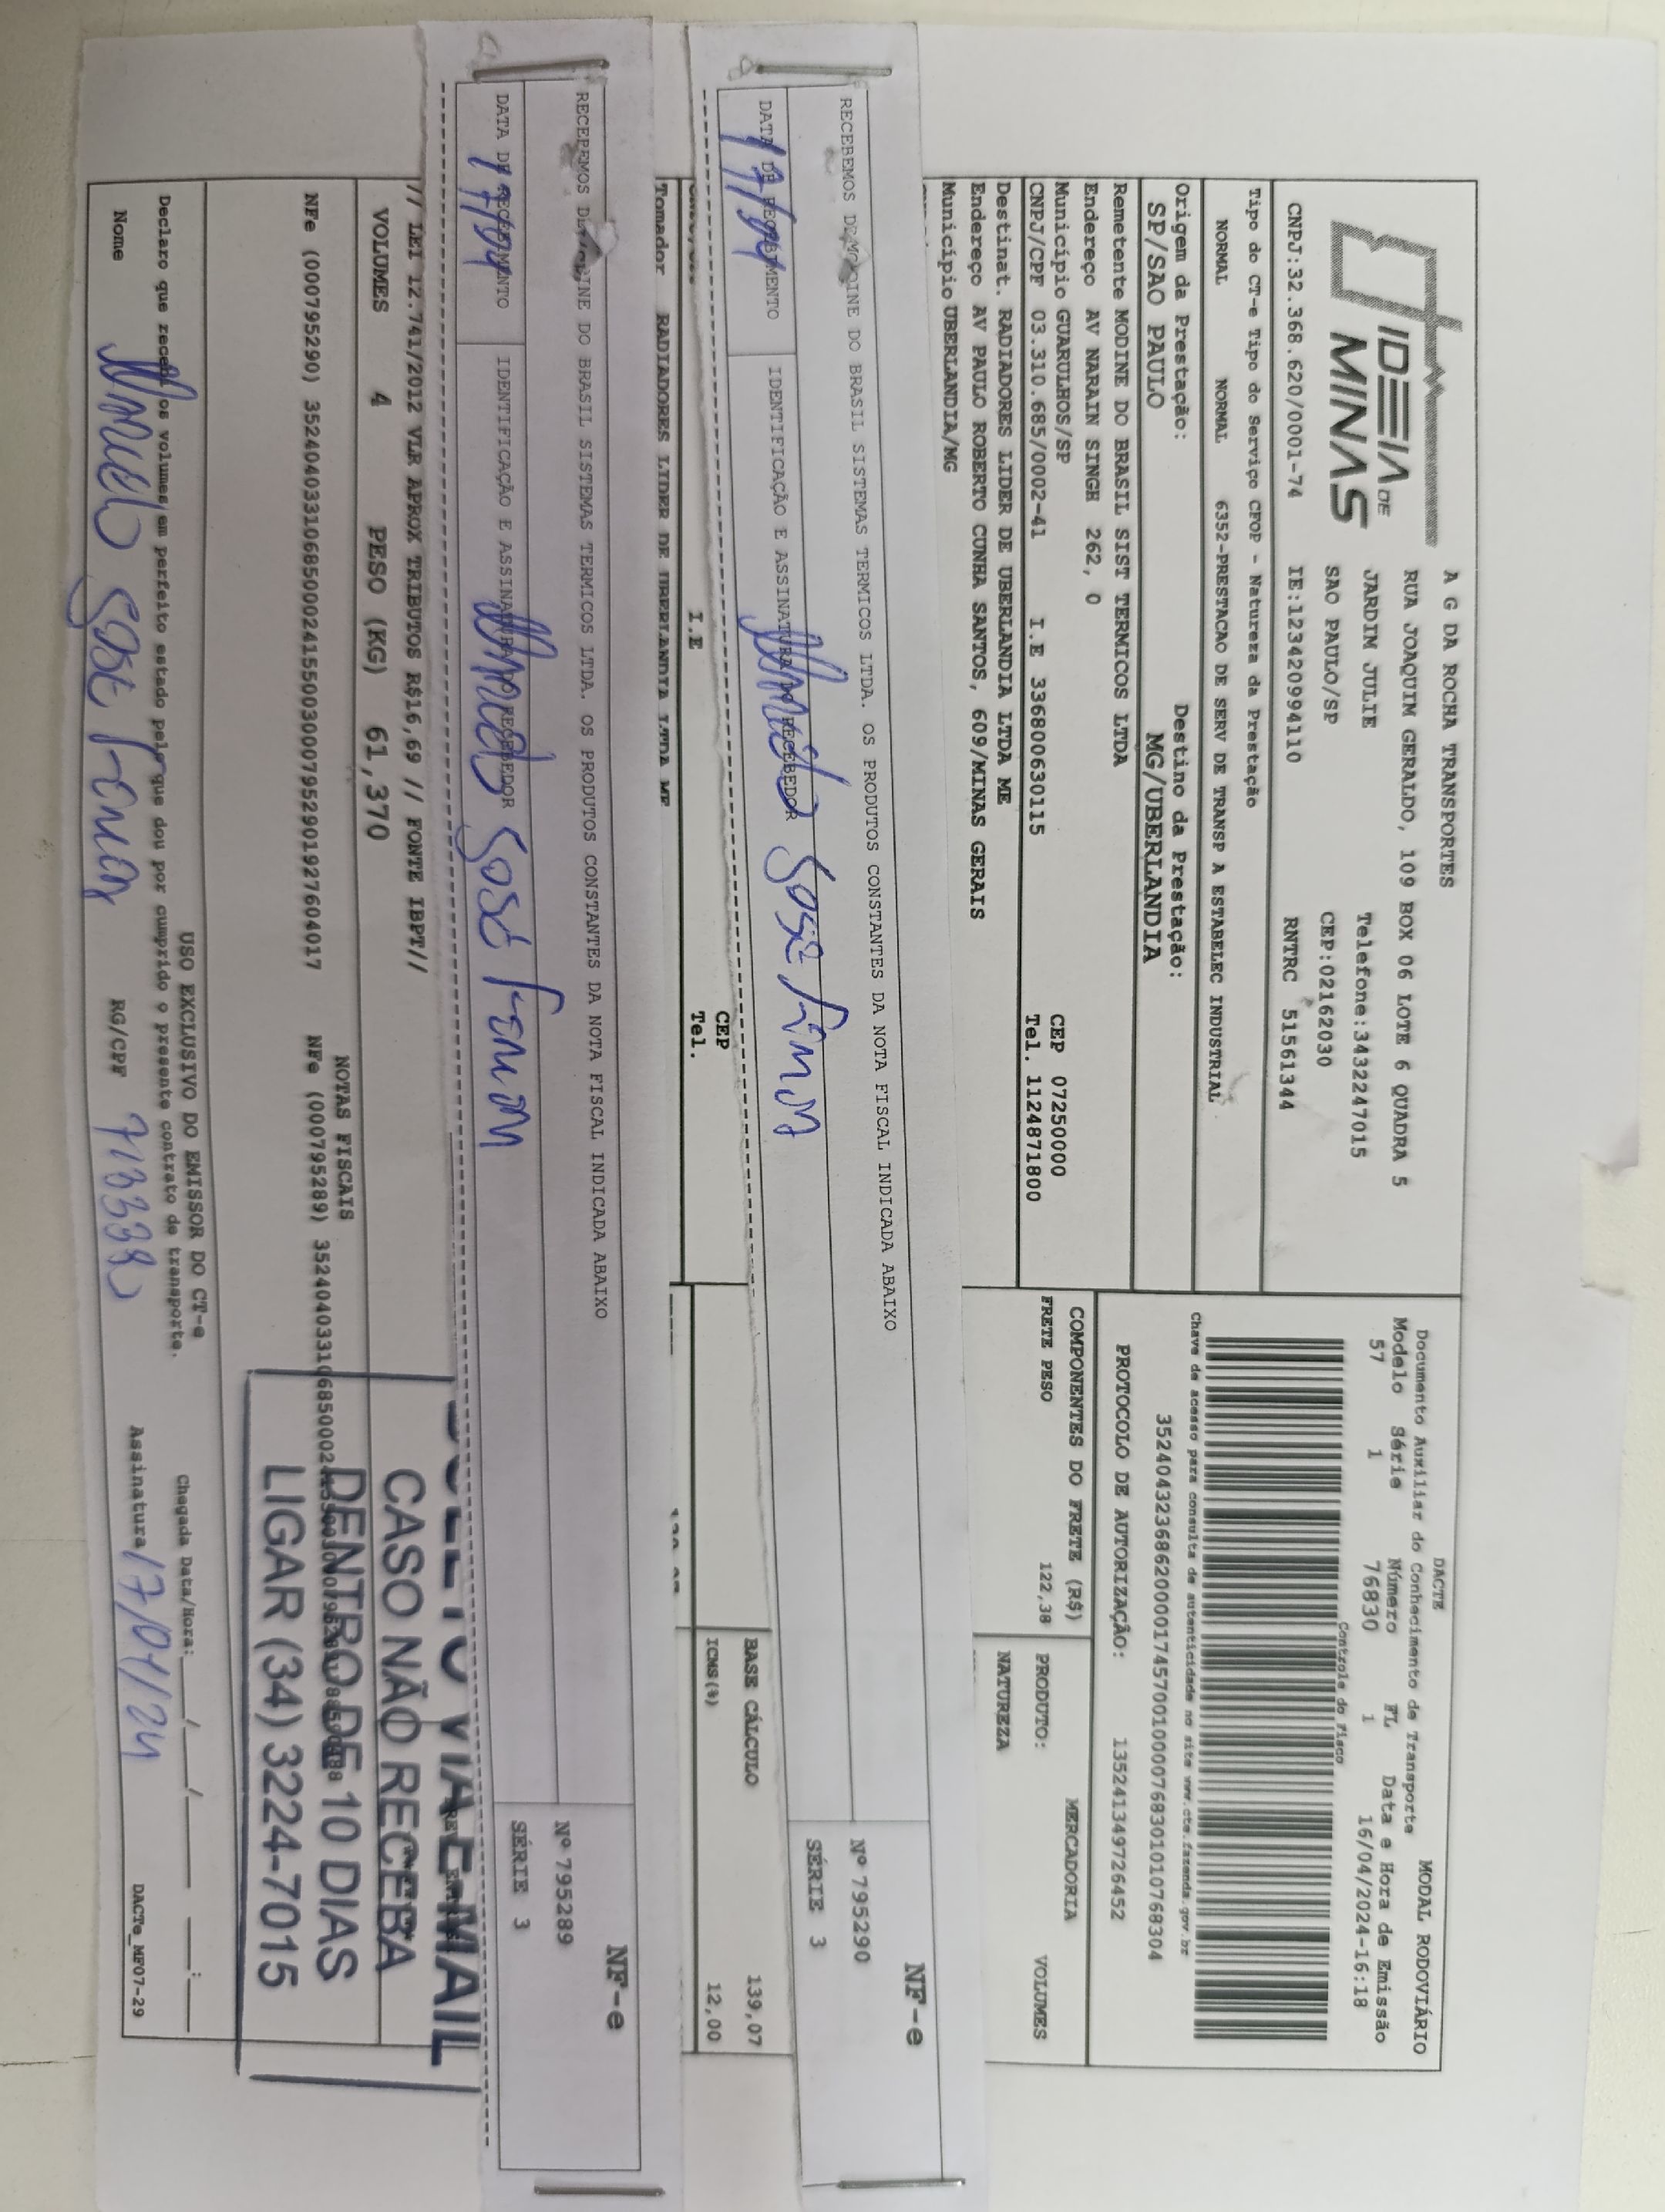 IDEIA DE
MINAS
A G DA ROCHA TRANSPORTES
RUA JOAQUIM GERALDO, 109 BOX 06 LOTE 6 QUADRA 5
JARDIM JULIE Telefone:3432247015
SAO PAULO/SP CEP:02162030
CNPJ:32.368.620/0001-74 IE:123420994110 RNTRC 51561344
Tipo do CT-e Tipo do Serviço CFOP - Natureza da Prestação
NORMAL NORMAL 6352-PRESTACAO DE SERV DE TRANSP A ESTABELEC INDUSTRIAL
Origem da Prestação: Destino da Prestação:
SP/SAO PAULO MG/UBERLANDIA
Remetente MODINE DO BRASIL SIST TERMICOS LTDA
Endereço AV NARAIN SINGH 262, 0
Município GUARULHOS/SP CEP 07250000
CNPJ/CPF 03.310.685/0002-41 I.E 336800630115 Tel. 1124871800
Destinat. RADIADORES LIDER DE UBERLANDIA LTDA ME
Endereço AV PAULO ROBERTO CUNHA SANTOS, 609/MINAS GERAIS
Município UBERLANDIA/MG
DACTE MODAL RODOVIÁRIO
Documento Auxiliar do Conhecimento de Transporte
Modelo Série Número FL Data e Hora de Emissão
57 1 76830 1 16/04/2024-16:18
Controle do Fisco
Chave de acesso para consulta de autenticidade no site www.cte.fazenda.gov.br
35240432368620000174570010000768301010768304
PROTOCOLO DE AUTORIZAÇÃO: 135241349726452
COMPONENTES DO FRETE (R$) MERCADORIA
FRETE PESO 122,38 PRODUTO: VOLUMES
NATUREZA
RECEBEMOS DE MODINE DO BRASIL SISTEMAS TERMICOS LTDA. OS PRODUTOS CONSTANTES DA NOTA FISCAL INDICADA ABAIXO
NF-e
Nº 795290
SÉRIE 3
DATA DE RECEBIMENTO IDENTIFICAÇÃO E ASSINATURA DO RECEBEDOR
17/04
CEP
I.E Tel.
BASE CÁLCULO 139,07
ICMS(%) 12,00
Tomador RADIADORES LIDER DE UBERLANDIA LTDA ME
RECEBEMOS DE MODINE DO BRASIL SISTEMAS TERMICOS LTDA. OS PRODUTOS CONSTANTES DA NOTA FISCAL INDICADA ABAIXO
NF-e
Nº 795289
SÉRIE 3
DATA DE RECEBIMENTO IDENTIFICAÇÃO E ASSINATURA DO RECEBEDOR
17/04
// LEI 12.741/2012 VLR APROX TRIBUTOS R$16,69 // FONTE IBPT//
VOLUMES 4 PESO (KG) 61,370
NOTAS FISCAIS
NFe (000795290) 35240403310685000241550030007952901927604017 NFe (000795289)
BOLETO VIA E-MAIL
CASO NÃO RECEBA
DENTRO DE 10 DIAS
LIGAR (34) 3224-7015
USO EXCLUSIVO DO EMISSOR DO CT-e
Declaro que recebi os volumes em perfeito estado pelo que dou por cumprido o presente contrato de transporte.
Chegada Data/Hora: ___/___/___ __:__
Nome RG/CPF Assinatura 17/04/24
DACTe_MF07-29